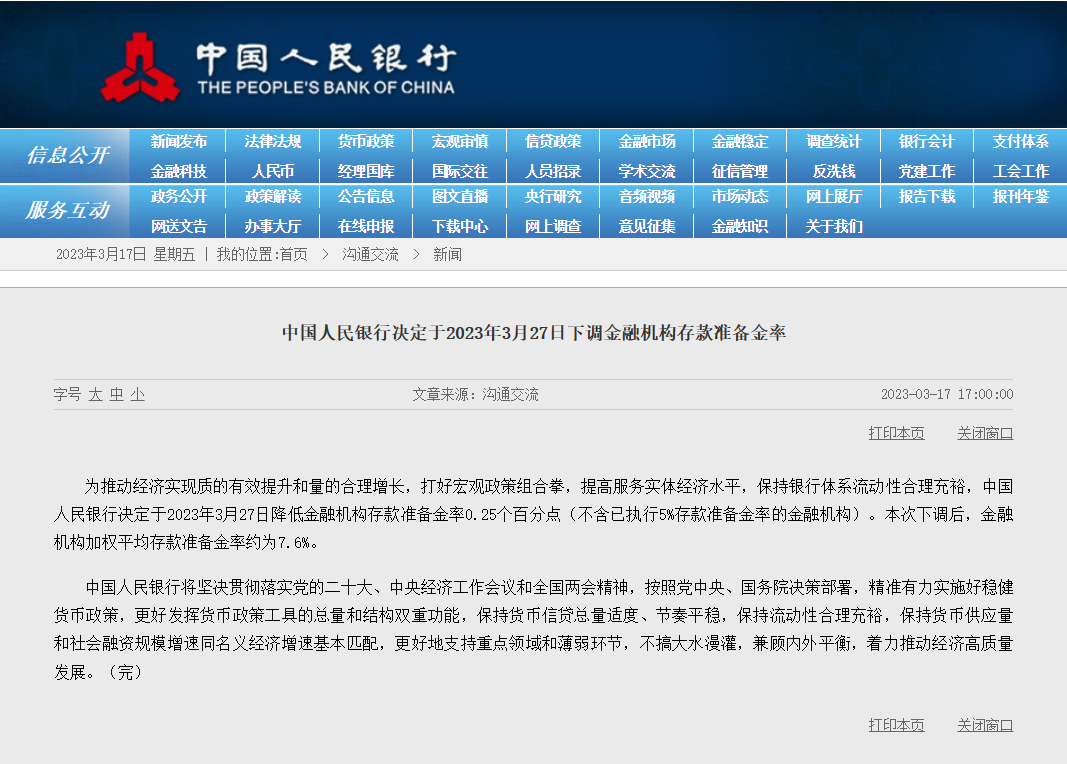 中国人民银行
THE PEOPLE'S BANK OF CHINA
信息公开
新闻发布 法律法规 货币政策 宏观审慎 信贷政策 金融市场 金融稳定 调查统计 银行会计 支付体系
金融科技 人民币 经理国库 国际交往 人员招录 学术交流 征信管理 反洗钱 党建工作 工会工作
服务互动
政务公开 政策解读 公告信息 图文直播 央行研究 音频视频 市场动态 网上展厅 报告下载 报刊年鉴
网送文告 办事大厅 在线申报 下载中心 网上调查 意见征集 金融知识 关于我们
2023年3月17日 星期五 | 我的位置:首页 > 沟通交流 > 新闻
中国人民银行决定于2023年3月27日下调金融机构存款准备金率
字号 大 中 小 文章来源：沟通交流 2023-03-17 17:00:00
打印本页 关闭窗口
为推动经济实现质的有效提升和量的合理增长，打好宏观政策组合拳，提高服务实体经济水平，保持银行体系流动性合理充裕，中国
人民银行决定于2023年3月27日降低金融机构存款准备金率0.25个百分点（不含已执行5%存款准备金率的金融机构）。本次下调后，金融
机构加权平均存款准备金率约为7.6%。
中国人民银行将坚决贯彻落实党的二十大、中央经济工作会议和全国两会精神，按照党中央、国务院决策部署，精准有力实施好稳健
货币政策，更好发挥货币政策工具的总量和结构双重功能，保持货币信贷总量适度、节奏平稳，保持流动性合理充裕，保持货币供应量
和社会融资规模增速同名义经济增速基本匹配，更好地支持重点领域和薄弱环节，不搞大水漫灌，兼顾内外平衡，着力推动经济高质量
发展。（完）
打印本页 关闭窗口